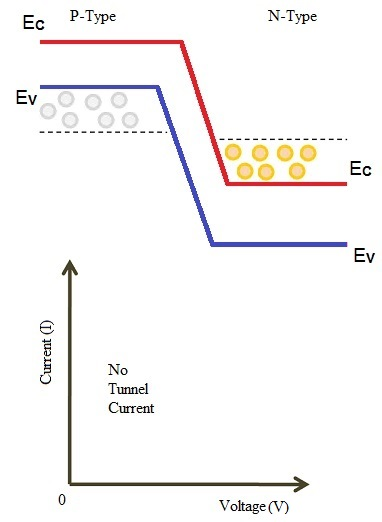 P-Type
N-Type
Ec
Ev
Ec
Ev
Current (I)
No
Tunnel
Current
0
Voltage (V)